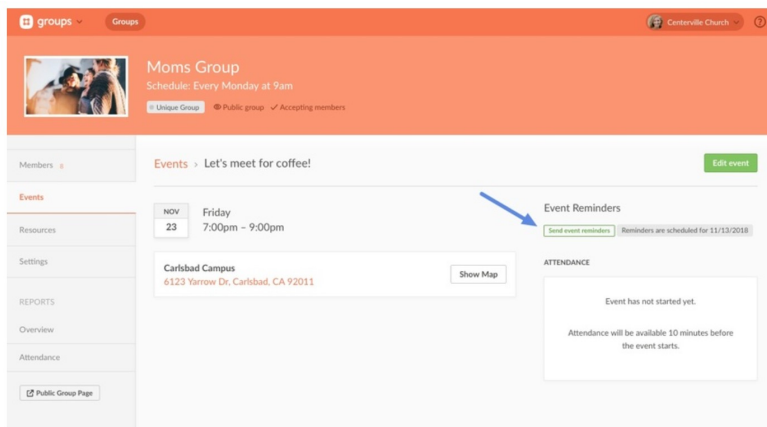 groups
Groups
Centerville Church
?
Moms Group
Schedule: Every Monday at 9am
Unique Group
Public group
Accepting members
Members
Events › Let's meet for coffee!
Edit event
Events
NOV
23
Friday
7:00pm – 9:00pm
Event Reminders
Send event reminders
Reminders are scheduled for 11/13/2018
Resources
Settings
Carlsbad Campus
6123 Yarrow Dr, Carlsbad, CA 92011
Show Map
ATTENDANCE
Event has not started yet.
Attendance will be available 10 minutes before
the event starts.
REPORTS
Overview
Attendance
Public Group Page